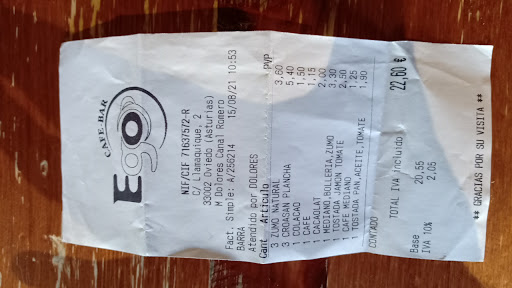 CAFE-BAR
Ego
NIF/CIF 71637572-R
C/ Llamaquique, 2
33002 Oviedo (Asturias)
M Dolores Canal Romero
Fact. Simple: A/256214 15/08/21 10:53
BARRA
Atendido por DOLORES
Cant Artículo PVP
3 ZUMO NATURAL 3,60
3 CROASAN PLANCHA 5,40
1 COLACAO 1,50
1 CAFE 1,15
1 CACAOLAT 2,00
1 MEDIANO,BOLLERIA,ZUMO 3,30
1 TOSTADA JAMON TOMATE 2,50
1 CAFE MEDIANO 1,25
1 TOSTADA PAN,ACEITE,TOMATE 1,90
CONTADO
TOTAL IVA incluido 22,60 €
Base 20,55
IVA 10% 2,05
** GRACIAS POR SU VISITA **